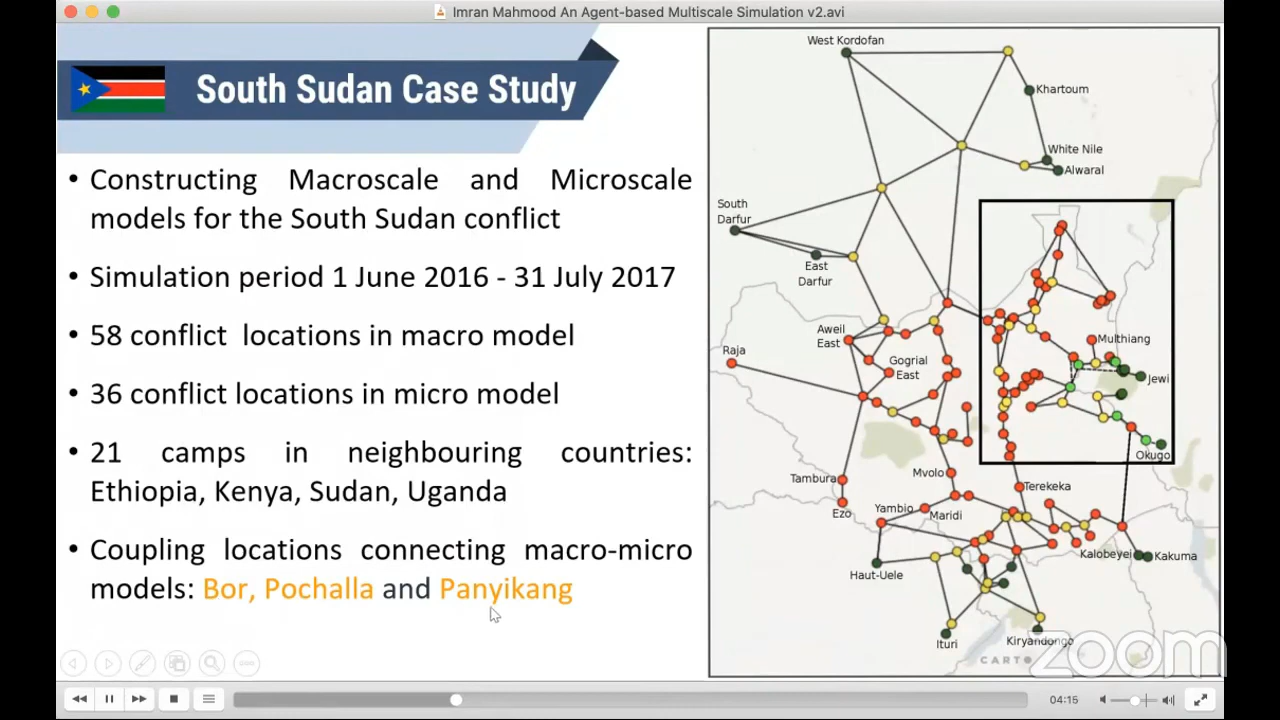 Imran Mahmood An Agent-based Multiscale Simulation v2.avi
South Sudan Case Study
• Constructing Macroscale and Microscale
models for the South Sudan conflict
• Simulation period 1 June 2016 - 31 July 2017
• 58 conflict locations in macro model
• 36 conflict locations in micro model
• 21 camps in neighbouring countries:
Ethiopia, Kenya, Sudan, Uganda
• Coupling locations connecting macro-micro
models: Bor, Pochalla and Panyikang
West Kordofan
Khartoum
White Nile
Alwaral
South
Darfur
East
Darfur
Aweil
East
Raja
Gogrial
East
Multhiang
Jewi
Okugo
Tambura
Ezo
Mvolo
Terekeka
Yambio
Maridi
Haut-Uele
Kalobeyei
Kakuma
Ituri
Kiryandongo
CARTO
zoom
04:15